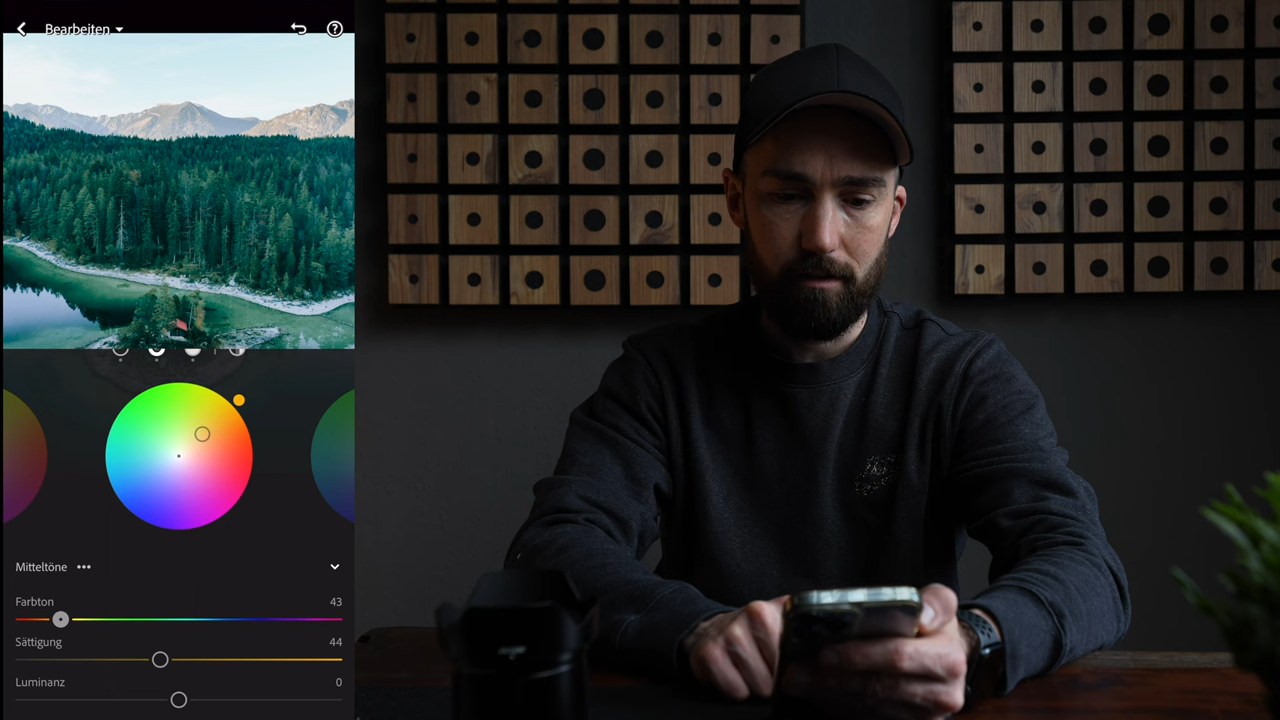 Bearbeiten
Mitteltöne
Farbton 43
Sättigung 44
Luminanz 0